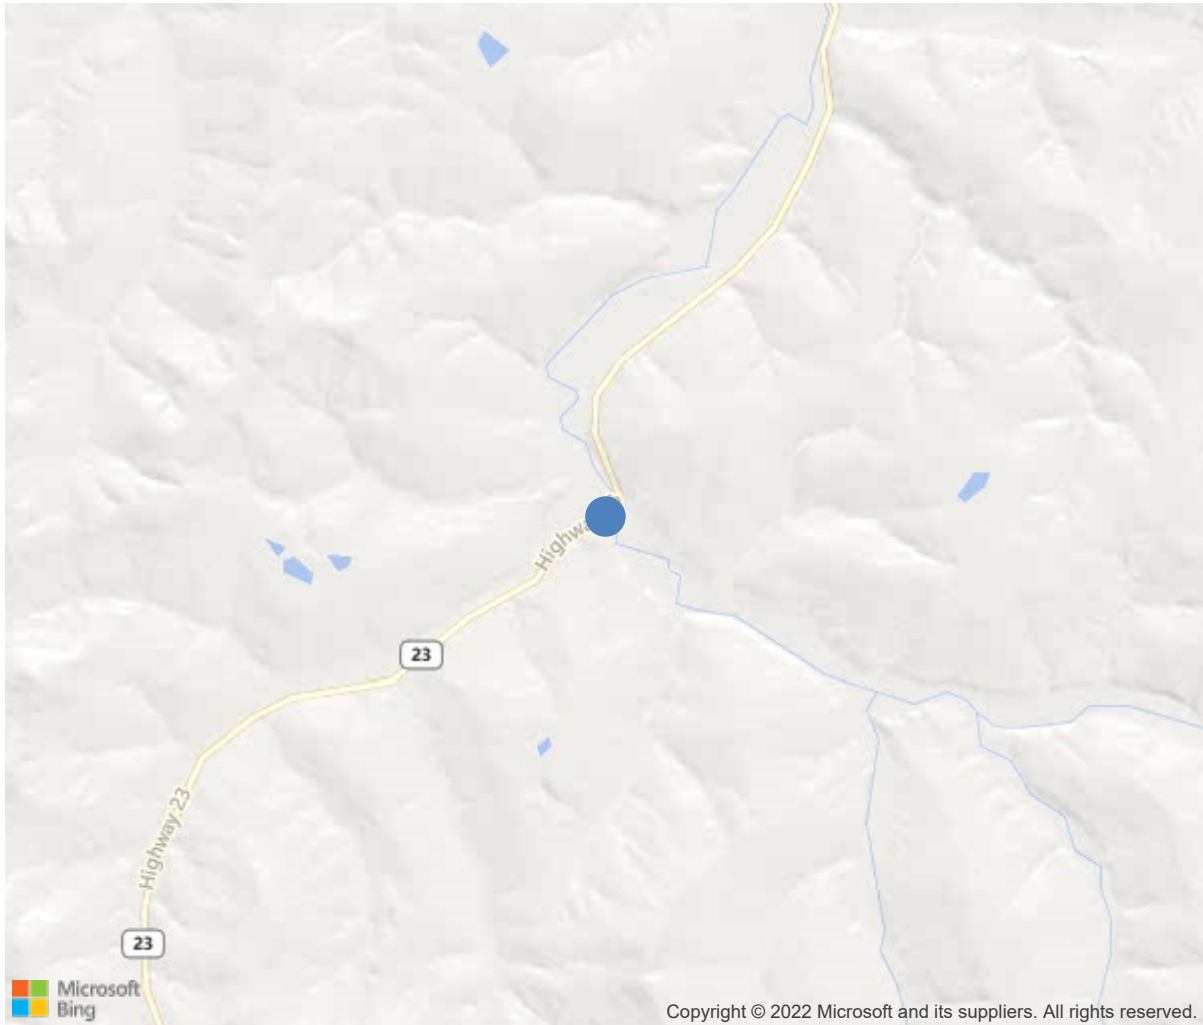 Highwa
23
Highway 23
23
Microsoft
Bing
Copyright © 2022 Microsoft and its suppliers. All rights reserved.